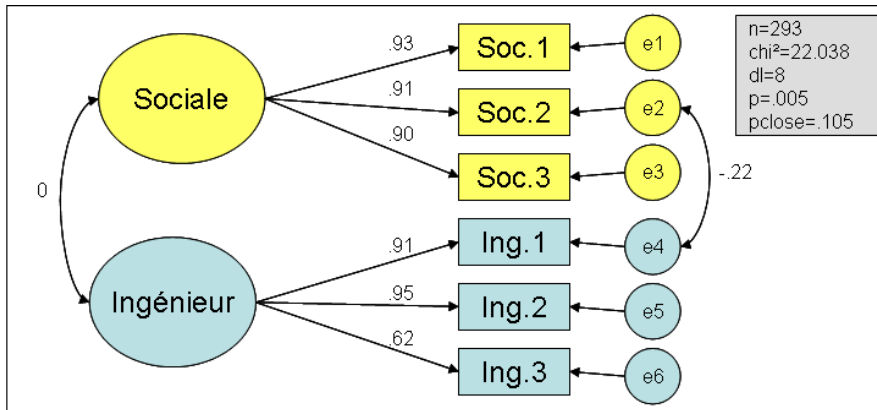 n=293
chi²=22.038
dl=8
p=.005
pclose=.105
.93
Soc.1
e1
Sociale
.91
Soc.2
e2
.90
Soc.3
e3
-.22
0
.91
Ing.1
e4
Ingénieur
.95
Ing.2
e5
.62
Ing.3
e6